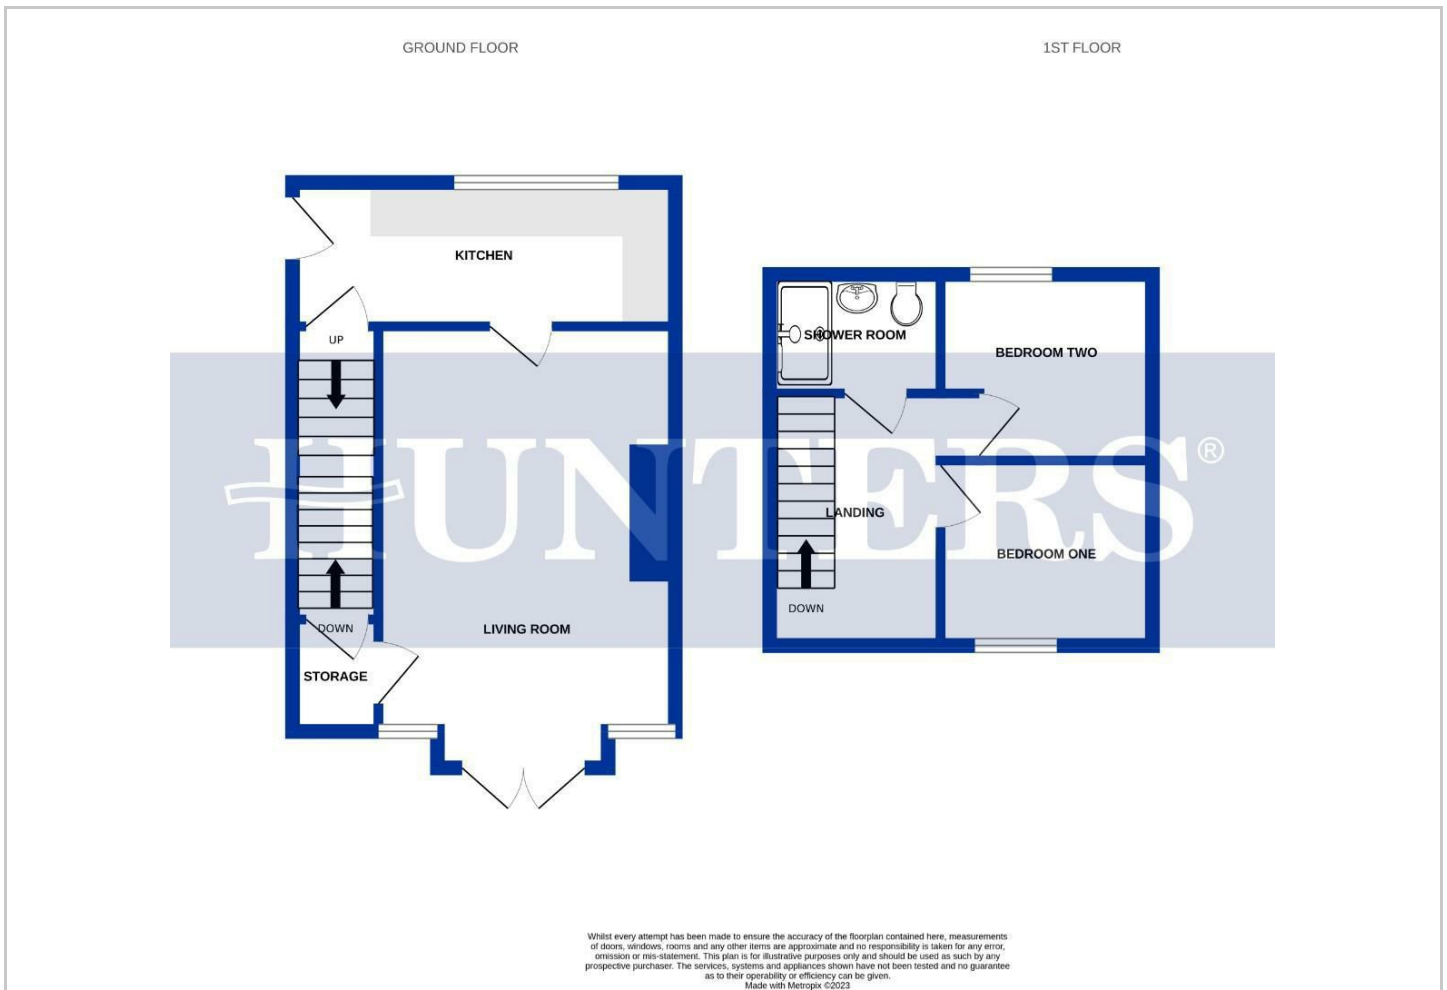 GROUND FLOOR
1ST FLOOR
KITCHEN
UP
SHOWER ROOM
BEDROOM TWO
HUNTERS®
LANDING
BEDROOM ONE
DOWN
DOWN
LIVING ROOM
STORAGE
Whilst every attempt has been made to ensure the accuracy of the floorplan contained here, measurements
of doors, windows, rooms and any other items are approximate and no responsibility is taken for any error,
omission or mis-statement. This plan is for illustrative purposes only and should be used as such by any
prospective purchaser. The services, systems and appliances shown have not been tested and no guarantee
as to their operability or efficiency can be given.
Made with Metropix ©2023